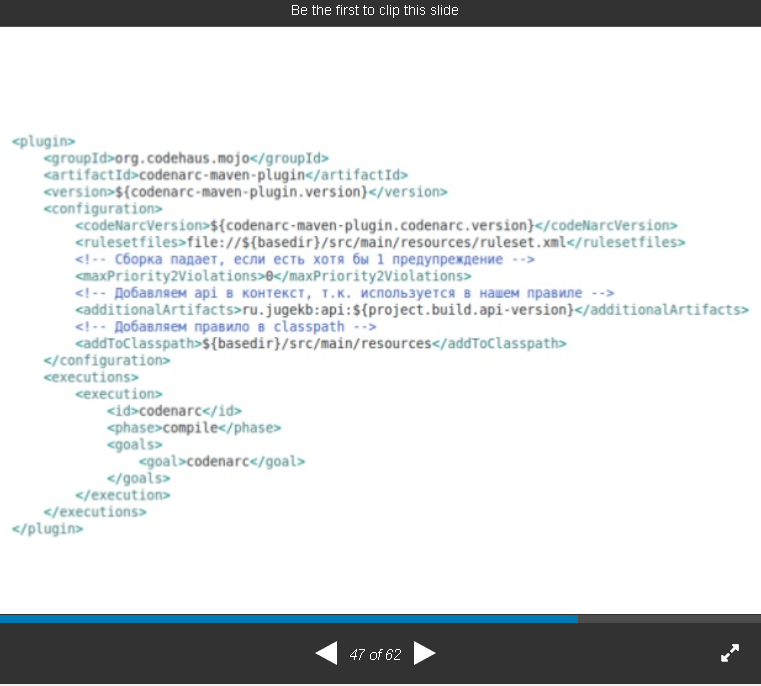 Be the first to clip this slide
<plugin>
<groupId>org.codehaus.mojo</groupId>
<artifactId>codenarc-maven-plugin</artifactId>
<version>${codenarc-maven-plugin.version}</version>
<configuration>
<codeNarcVersion>${codenarc-maven-plugin.codenarc.version}</codeNarcVersion>
<rulesetfiles>file://${basedir}/src/main/resources/ruleset.xml</rulesetfiles>
<!-- Сборка падает, если есть хотя бы 1 предупреждение -->
<maxPriority2Violations>0</maxPriority2Violations>
<!-- Добавляем api в контекст, т.к. используется в нашем правиле -->
<additionalArtifacts>ru.jugekb:api:${project.build.api-version}</additionalArtifacts>
<!-- Добавляем правило в classpath -->
<addToClasspath>${basedir}/src/main/resources</addToClasspath>
</configuration>
<executions>
<execution>
<id>codenarc</id>
<phase>compile</phase>
<goals>
<goal>codenarc</goal>
</goals>
</execution>
</executions>
</plugin>
47 of 62